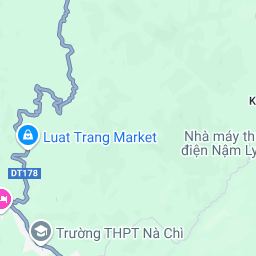 K
Luat Trang Market
Nhà máy th
điện Nậm Ly
DT178
Trường THPT Nà Chì